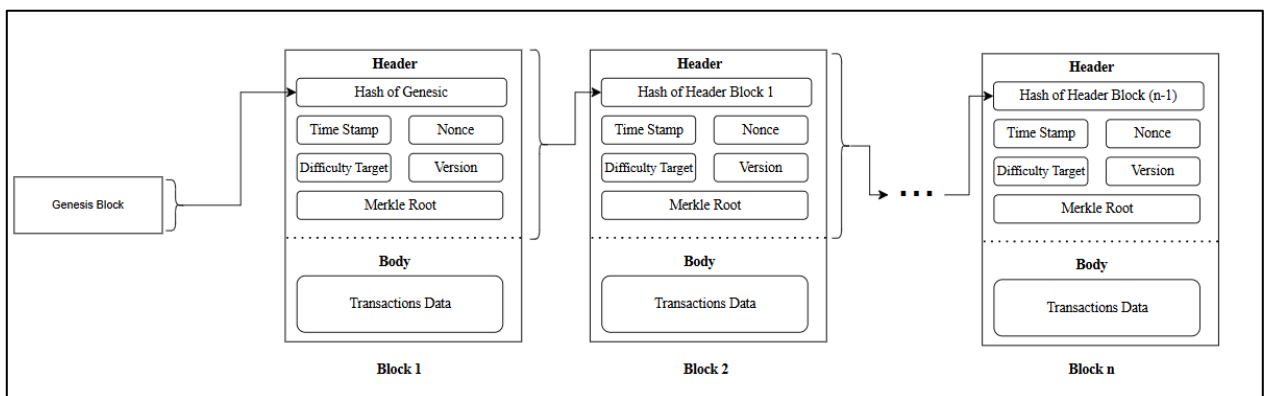 Genesis Block
Header
Hash of Genesic
Time Stamp
Nonce
Difficulty Target
Version
Merkle Root
Body
Transactions Data
Block 1
Header
Hash of Header Block 1
Time Stamp
Nonce
Difficulty Target
Version
Merkle Root
Body
Transactions Data
Block 2
...
Header
Hash of Header Block (n-1)
Time Stamp
Nonce
Difficulty Target
Version
Merkle Root
Body
Transactions Data
Block n